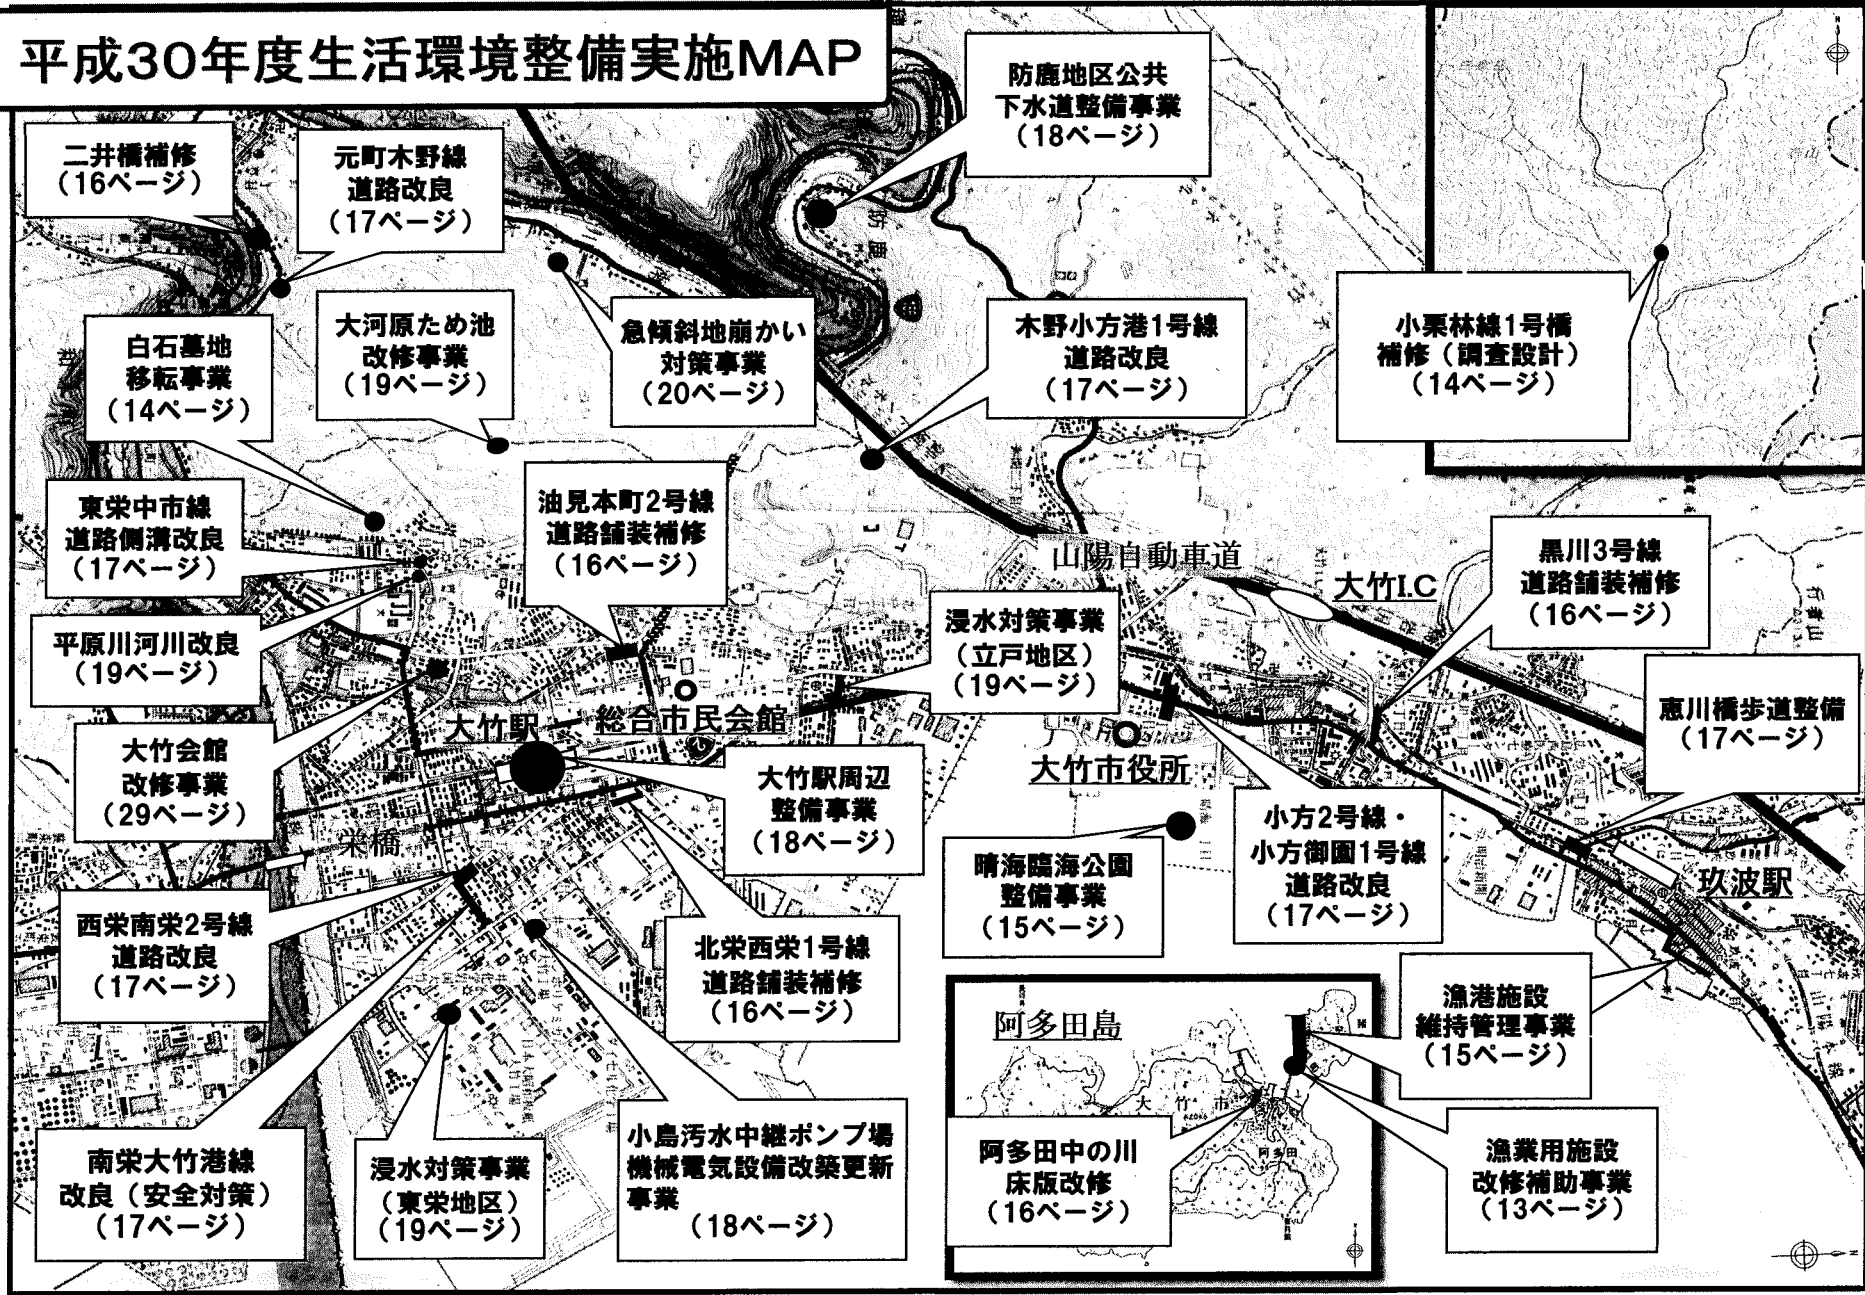 平成30年度生活環境整備実施MAP
防鹿地区公共
下水道整備事業
(18ページ)
二井橋補修
(16ページ)
元町木野線
道路改良
(17ページ)
防鹿
白石墓地
移転事業
(14ページ)
大河原ため池
改修事業
(19ページ)
急傾斜地崩かい
対策事業
(20ページ)
木野小方港1号線
道路改良
(17ページ)
小栗林線1号橋
補修(調査設計)
(14ページ)
東栄中市線
道路側溝改良
(17ページ)
油見本町2号線
道路舗装補修
(16ページ)
山陽自動車道
大竹I.C
黒川3号線
道路舗装補修
(16ページ)
行者山
平原川河川改良
(19ページ)
浸水対策事業
(立戸地区)
(19ページ)
恵川橋歩道整備
(17ページ)
大竹駅
総合市民会館
大竹会館
改修事業
(29ページ)
大竹駅周辺
整備事業
(18ページ)
大竹市役所
小方2号線・
小方御園1号線
道路改良
(17ページ)
栄橋
晴海臨海公園
整備事業
(15ページ)
玖波駅
西栄南栄2号線
道路改良
(17ページ)
北栄西栄1号線
道路舗装補修
(16ページ)
漁港施設
維持管理事業
(15ページ)
阿多田島
大竹市
阿多田
南栄大竹港線
改良(安全対策)
(17ページ)
浸水対策事業
(東栄地区)
(19ページ)
小島汚水中継ポンプ場
機械電気設備改築更新
事業
(18ページ)
阿多田中の川
床版改修
(16ページ)
漁業用施設
改修補助事業
(13ページ)